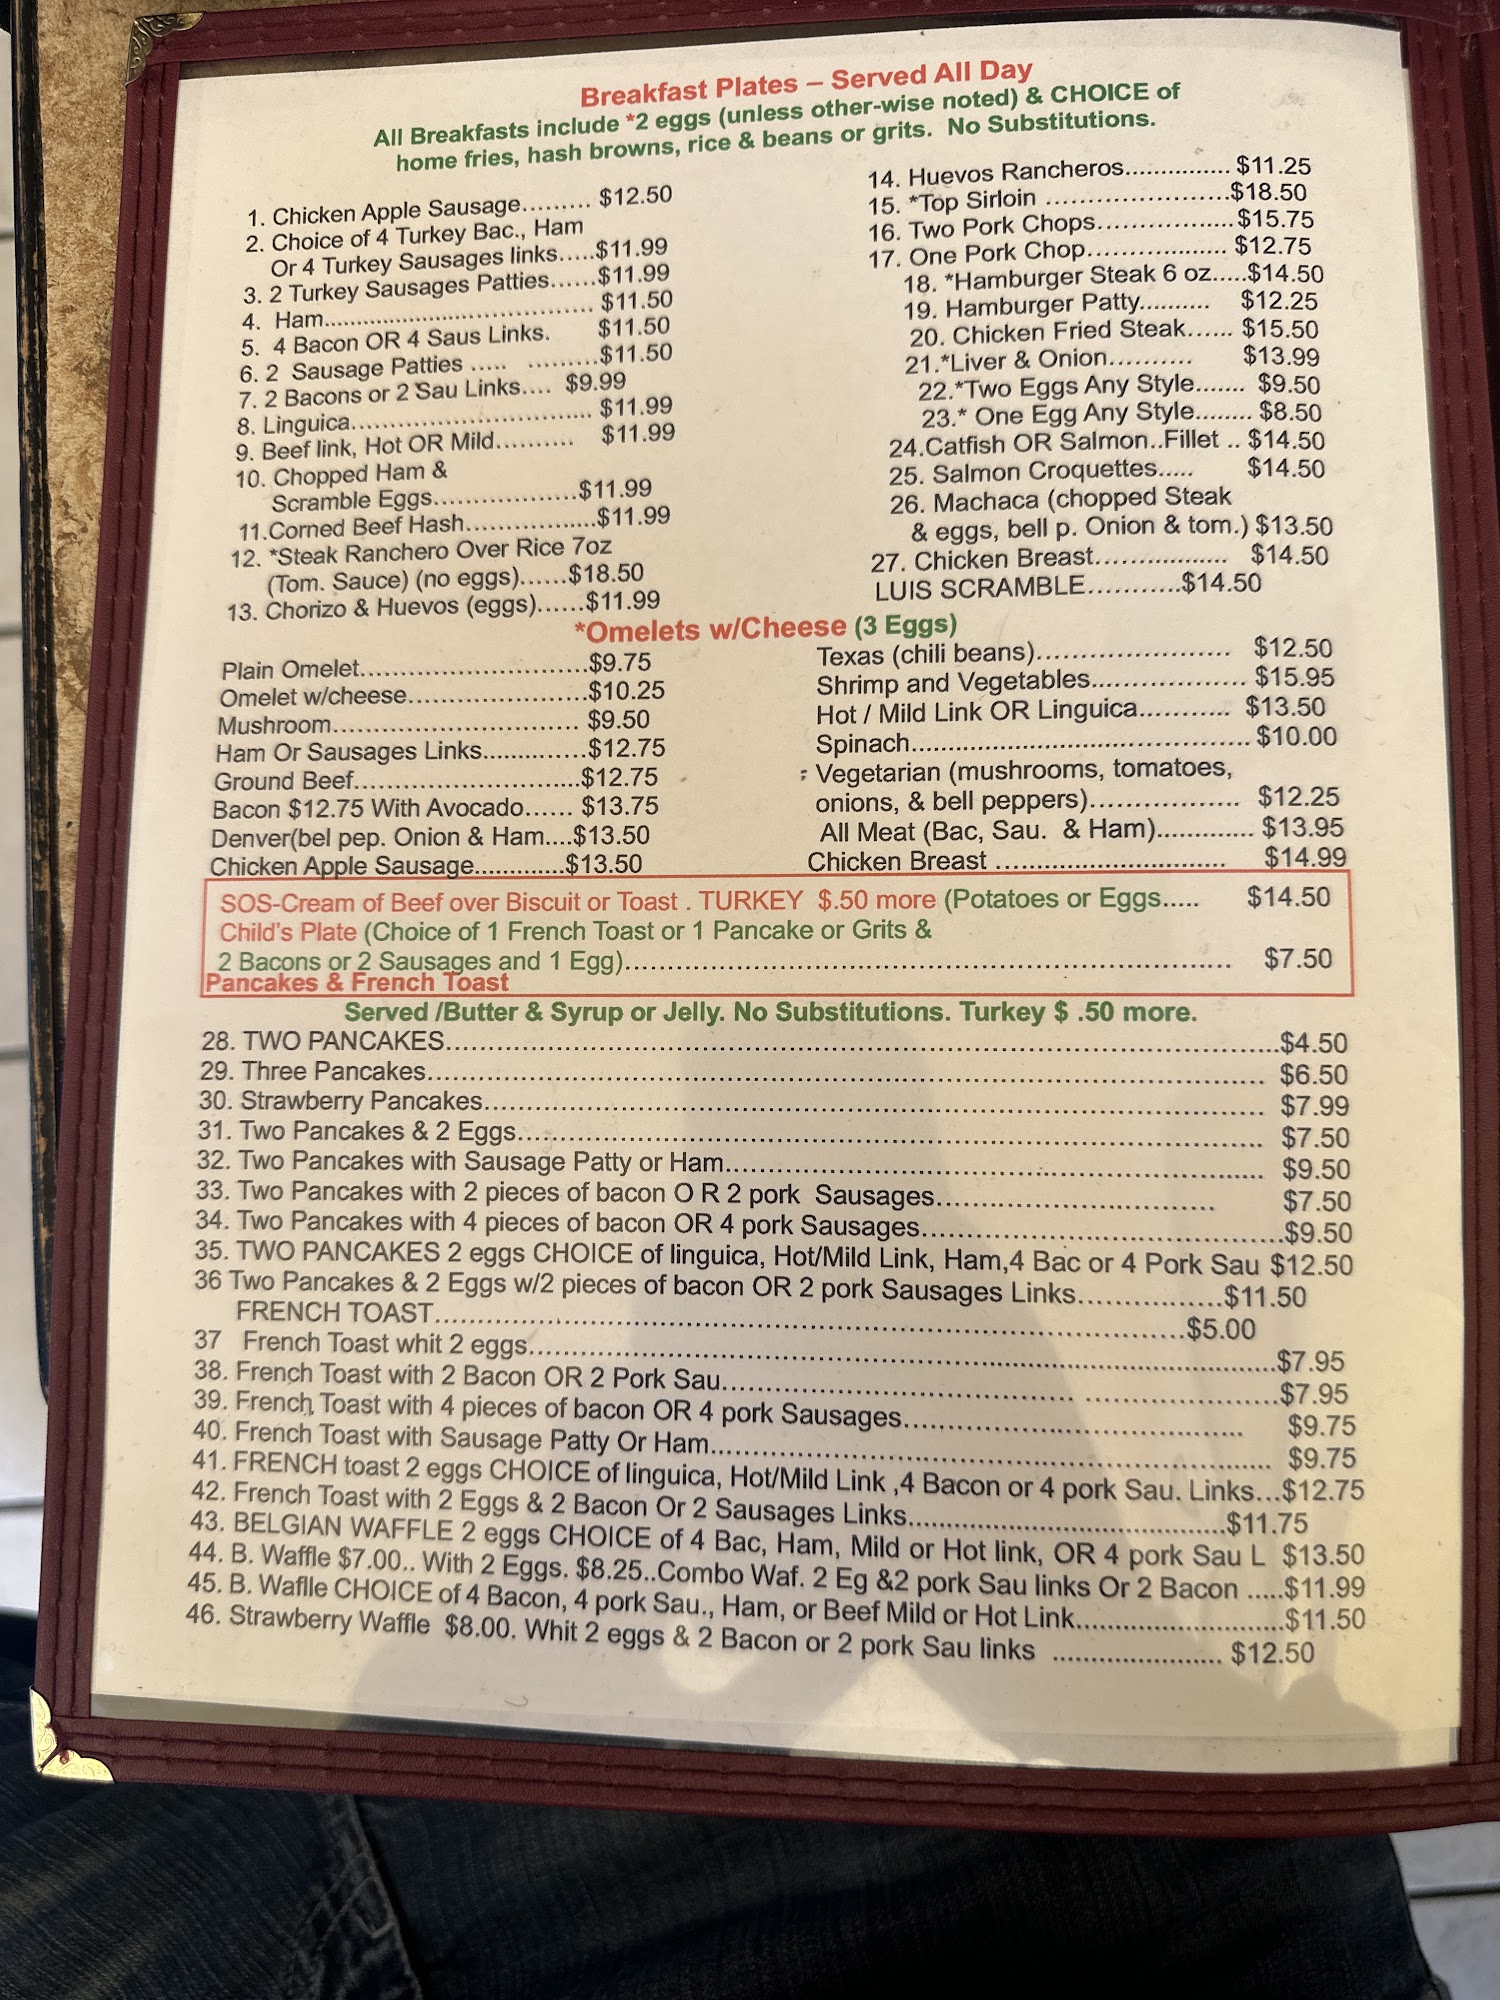 Breakfast Plates – Served All Day
All Breakfasts include *2 eggs (unless other-wise noted) & CHOICE of
home fries, hash browns, rice & beans or grits. No Substitutions.
1. Chicken Apple Sausage......... $12.50
2. Choice of 4 Turkey Bac., Ham
Or 4 Turkey Sausages links.....$11.99
3. 2 Turkey Sausages Patties......$11.99
4. Ham...................................... $11.50
5. 4 Bacon OR 4 Saus Links. $11.50
6. 2 Sausage Patties ..... .........$11.50
7. 2 Bacons or 2 Sau Links.... $9.99
8. Linguica.................................. $11.99
9. Beef link, Hot OR Mild........... $11.99
10. Chopped Ham &
Scramble Eggs...................$11.99
11.Corned Beef Hash.................$11.99
12. *Steak Ranchero Over Rice 7oz
(Tom. Sauce) (no eggs)......$18.50
13. Chorizo & Huevos (eggs)......$11.99
14. Huevos Rancheros............... $11.25
15. *Top Sirloin ..........................$18.50
16. Two Pork Chops...................$15.75
17. One Pork Chop.................... $12.75
18. *Hamburger Steak 6 oz.....$14.50
19. Hamburger Patty.......... $12.25
20. Chicken Fried Steak...... $15.50
21.*Liver & Onion.......... $13.99
22.*Two Eggs Any Style....... $9.50
23.* One Egg Any Style........ $8.50
24.Catfish OR Salmon..Fillet .. $14.50
25. Salmon Croquettes..... $14.50
26. Machaca (chopped Steak
& eggs, bell p. Onion & tom.) $13.50
27. Chicken Breast................. $14.50
LUIS SCRAMBLE............$14.50
*Omelets w/Cheese (3 Eggs)
Plain Omelet..............................$9.75
Omelet w/cheese.......................$10.25
Mushroom................................ $9.50
Ham Or Sausages Links.............$12.75
Ground Beef.............................$12.75
Bacon $12.75 With Avocado...... $13.75
Denver(bel pep. Onion & Ham....$13.50
Chicken Apple Sausage.............$13.50
Texas (chili beans)......................... $12.50
Shrimp and Vegetables.................... $15.95
Hot / Mild Link OR Linguica............ $13.50
Spinach............................................. $10.00
Vegetarian (mushrooms, tomatoes,
onions, & bell peppers)................... $12.25
All Meat (Bac, Sau. & Ham)............. $13.95
Chicken Breast .............................. $14.99
SOS-Cream of Beef over Biscuit or Toast . TURKEY $.50 more (Potatoes or Eggs..... $14.50
Child's Plate (Choice of 1 French Toast or 1 Pancake or Grits &
2 Bacons or 2 Sausages and 1 Egg)............................................................ $7.50
Pancakes & French Toast
Served /Butter & Syrup or Jelly. No Substitutions. Turkey $ .50 more.
28. TWO PANCAKES...................................................................................$4.50
29. Three Pancakes................................................................................... $6.50
30. Strawberry Pancakes............................................................................. $7.99
31. Two Pancakes & 2 Eggs......................................................................... $7.50
32. Two Pancakes with Sausage Patty or Ham..................................................... $9.50
33. Two Pancakes with 2 pieces of bacon O R 2 pork Sausages............................ $7.50
34. Two Pancakes with 4 pieces of bacon OR 4 pork Sausages...................................$9.50
35. TWO PANCAKES 2 eggs CHOICE of linguica, Hot/Mild Link, Ham,4 Bac or 4 Pork Sau $12.50
36 Two Pancakes & 2 Eggs w/2 pieces of bacon OR 2 pork Sausages Links.................$11.50
FRENCH TOAST...........................................................................$5.00
37 French Toast whit 2 eggs...........................................................................$7.95
38. French Toast with 2 Bacon OR 2 Pork Sau.................................... ....................$7.95
39. French Toast with 4 pieces of bacon OR 4 pork Sausages.................................. $9.75
40. French Toast with Sausage Patty Or Ham........................................................ $9.75
41. FRENCH toast 2 eggs CHOICE of linguica, Hot/Mild Link ,4 Bacon or 4 pork Sau. Links...$12.75
42. French Toast with 2 Eggs & 2 Bacon Or 2 Sausages Links................................$11.75
43. BELGIAN WAFFLE 2 eggs CHOICE of 4 Bac, Ham, Mild or Hot link, OR 4 pork Sau L $13.50
44. B. Waffle $7.00.. With 2 Eggs. $8.25..Combo Waf. 2 Eg &2 pork Sau links Or 2 Bacon .....$11.99
45. B. Waflle CHOICE of 4 Bacon, 4 pork Sau., Ham, or Beef Mild or Hot Link.....................$11.50
46. Strawberry Waffle $8.00. Whit 2 eggs & 2 Bacon or 2 pork Sau links ...................... $12.50